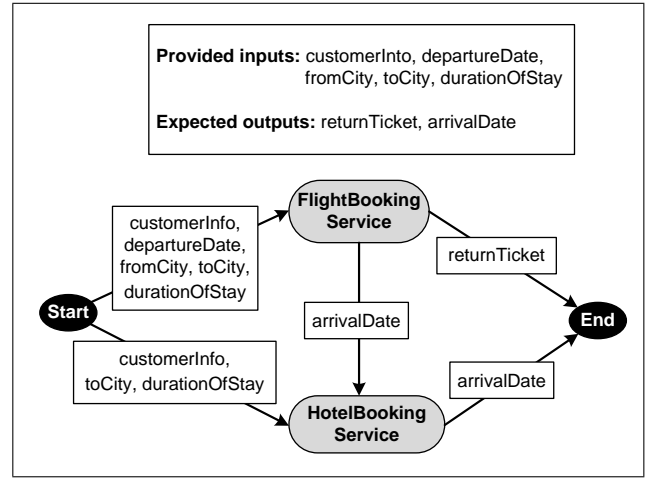 Provided inputs: customerInto, departureDate,
fromCity, toCity, durationOfStay
Expected outputs: returnTicket, arrivalDate
FlightBooking
Service
customerInfo,
departureDate,
fromCity, toCity,
durationOfStay
returnTicket
Start
arrivalDate
End
customerInfo,
toCity, durationOfStay
arrivalDate
HotelBooking
Service